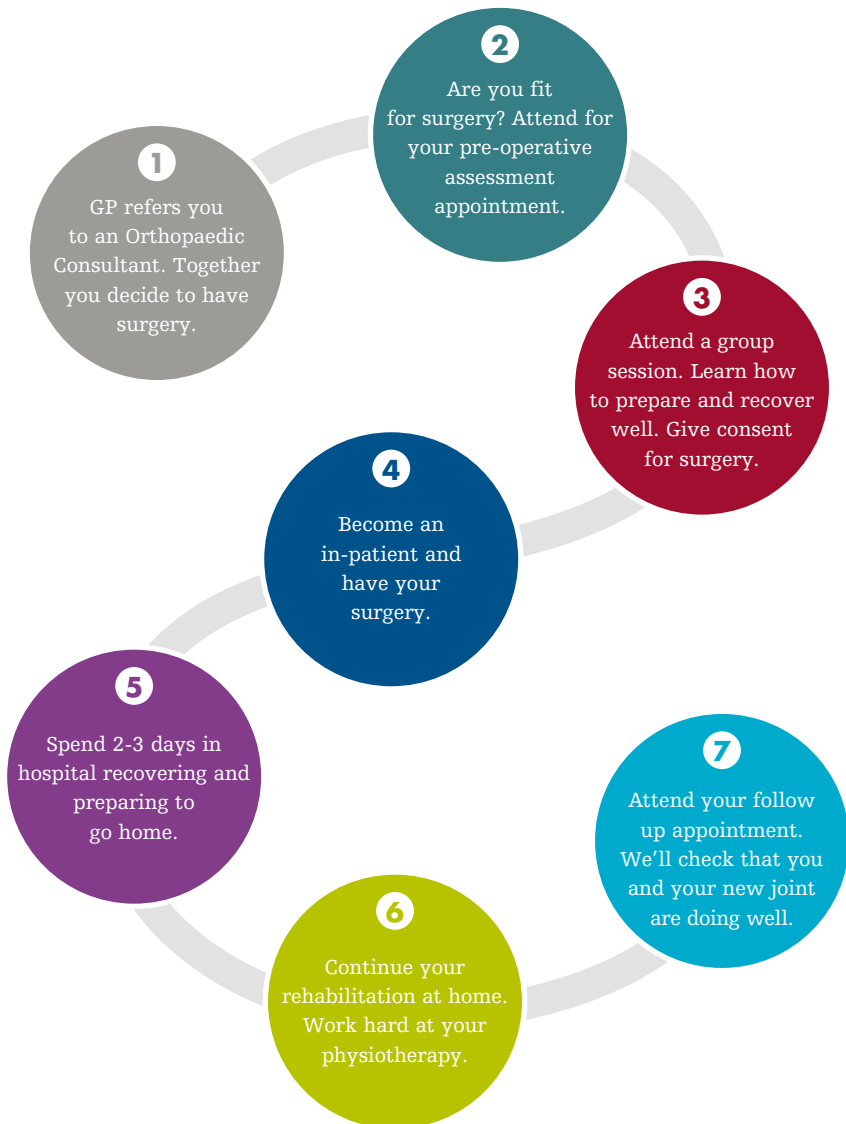 1
GP refers you
to an Orthopaedic
Consultant. Together
you decide to have
surgery.
2
Are you fit
for surgery? Attend for
your pre-operative
assessment
appointment.
3
Attend a group
session. Learn how
to prepare and recover
well. Give consent
for surgery.
4
Become an
in-patient and
have your
surgery.
5
Spend 2-3 days in
hospital recovering and
preparing to
go home.
6
Continue your
rehabilitation at home.
Work hard at your
physiotherapy.
7
Attend your follow
up appointment.
We’ll check that you
and your new joint
are doing well.